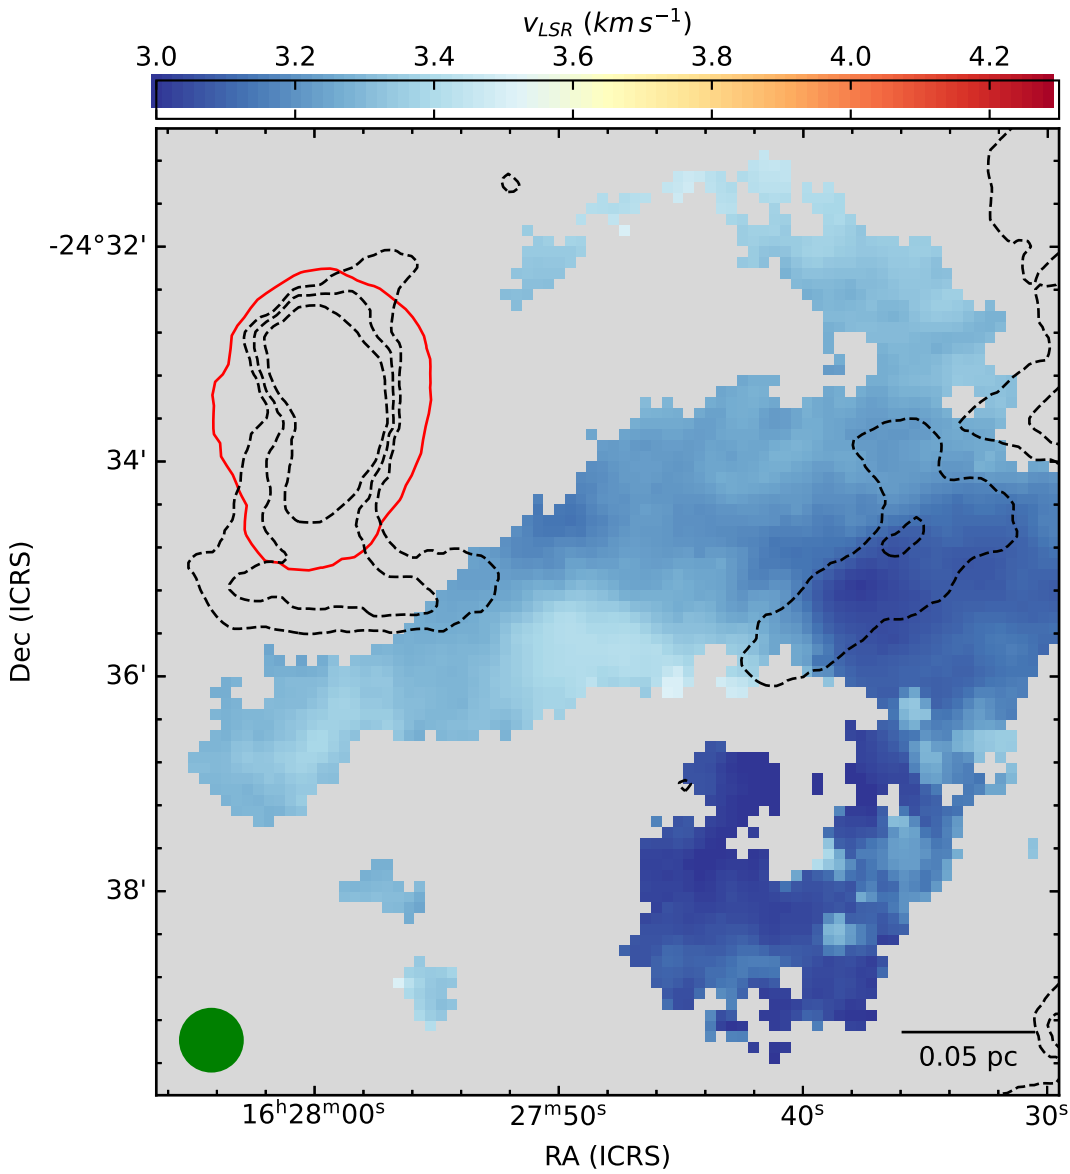 v_LSR (km s⁻¹)
3.0 3.2 3.4 3.6 3.8 4.0 4.2
-24°32'
34'
36'
38'
Dec (ICRS)
0.05 pc
16ʰ28ᵐ00ˢ 27ᵐ50ˢ 40ˢ 30ˢ
RA (ICRS)